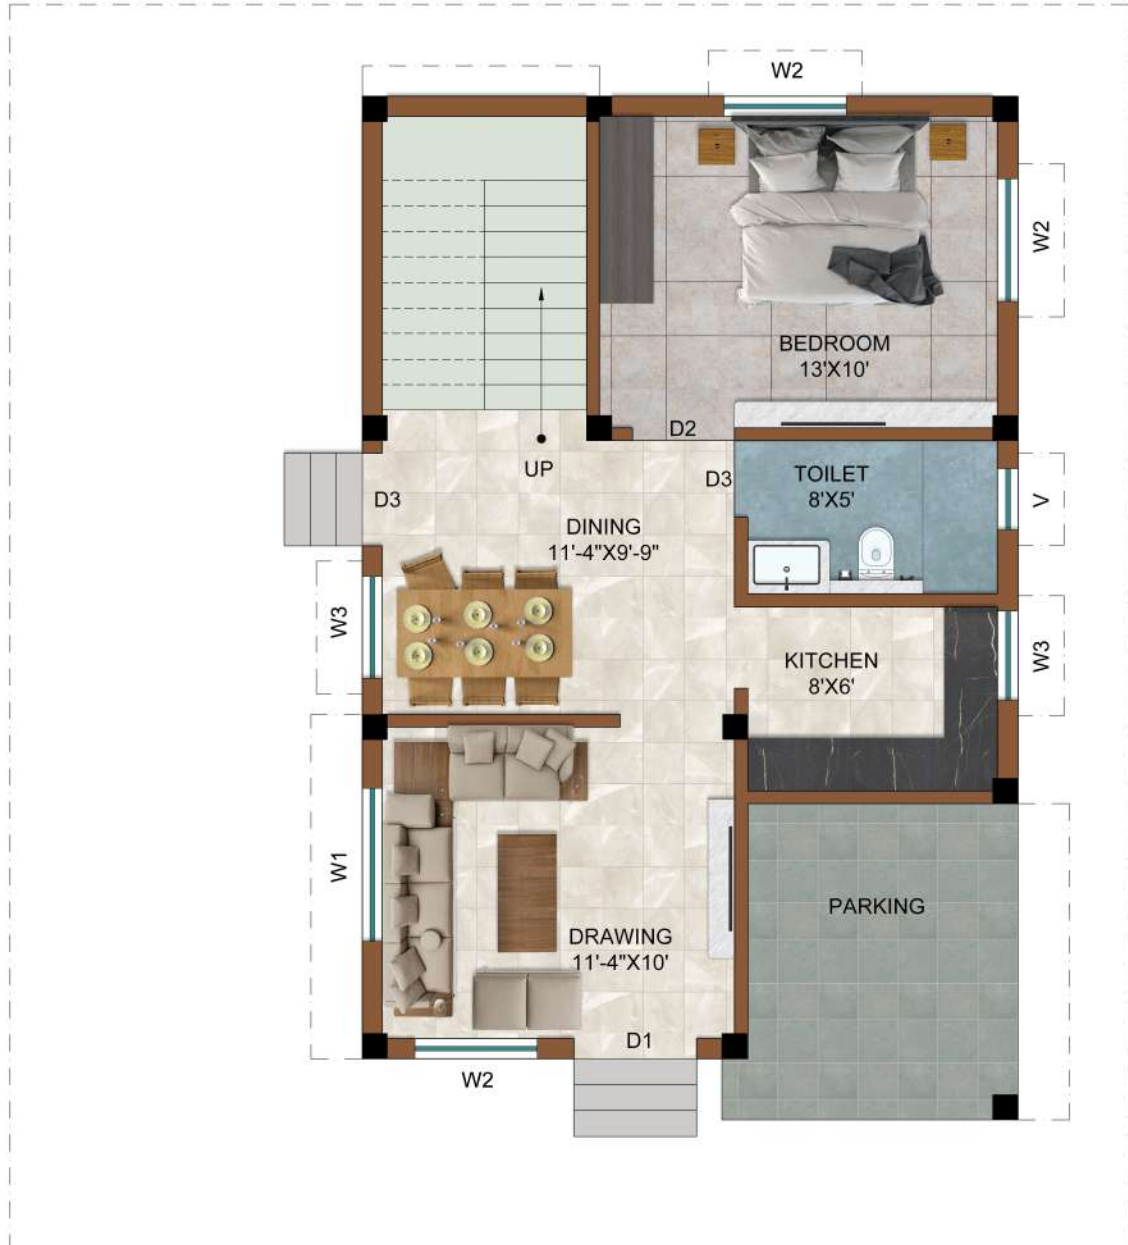 W2
W2
BEDROOM
13'X10'
D2
UP
D3
TOILET
8'X5'
V
D3
DINING
11'-4"X9'-9"
W3
KITCHEN
8'X6'
W3
W1
PARKING
DRAWING
11'-4"X10'
D1
W2